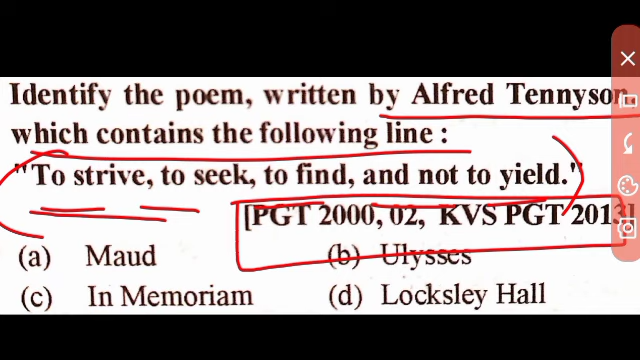 Identify the poem, written by Alfred Tennyson,
which contains the following line :
"To strive, to seek, to find, and not to yield."
[PGT 2000, 02, KVS PGT 2013]
(a) Maud (b) Ulysses
(c) In Memoriam (d) Locksley Hall